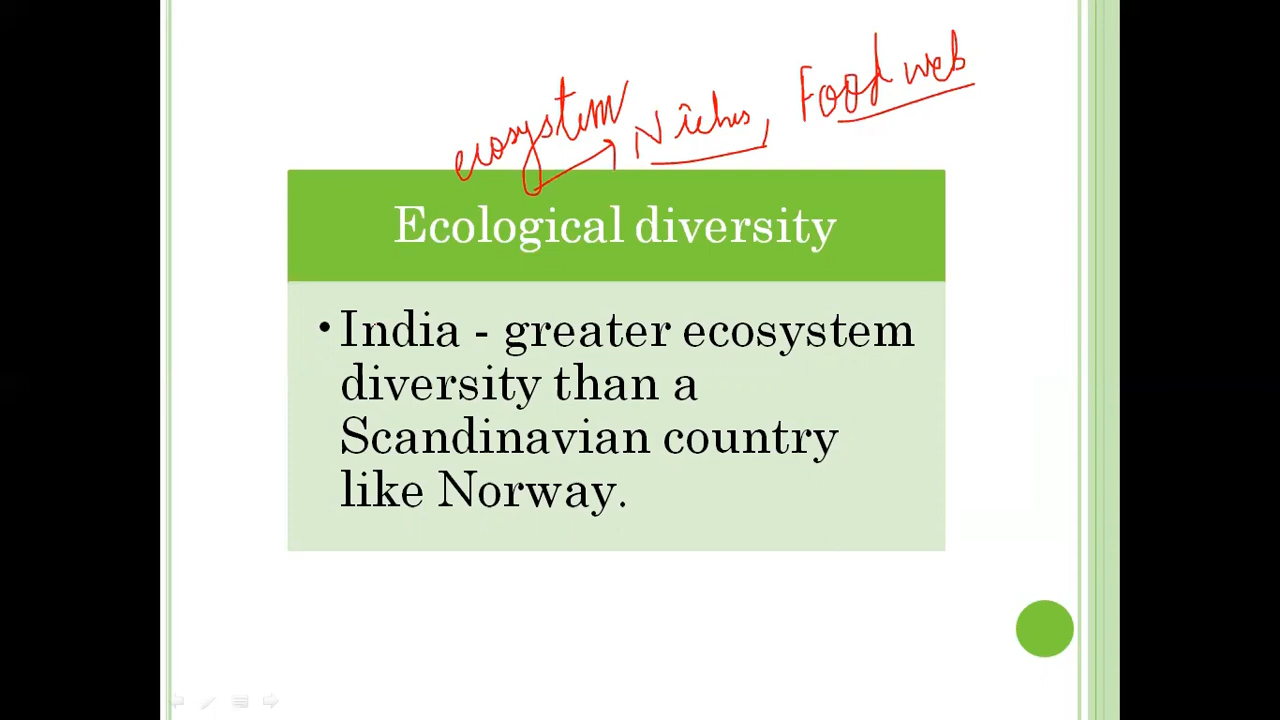 ecosystem → Niches, Food web
Ecological diversity
•India - greater ecosystem
diversity than a
Scandinavian country
like Norway.